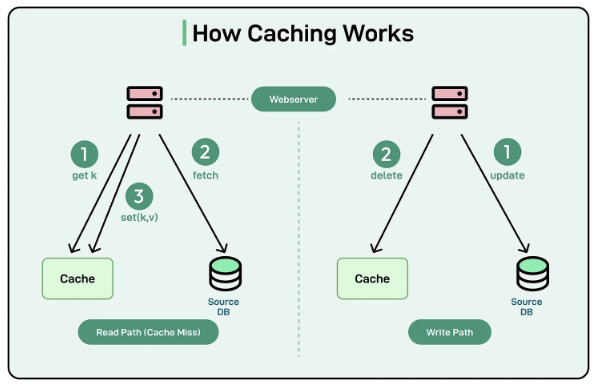 How Caching Works
Webserver
1
get k
2
fetch
3
set(k,v)
Cache
Source
DB
Read Path (Cache Miss)
2
delete
1
update
Cache
Source
DB
Write Path